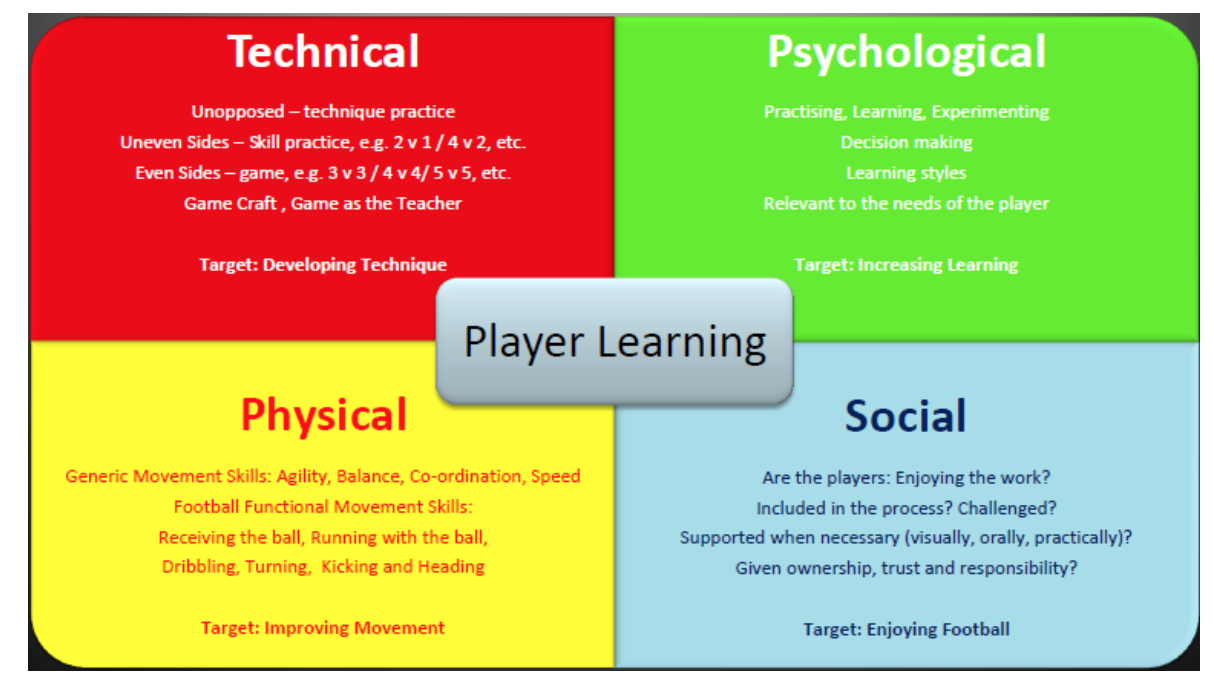 Technical
Unopposed – technique practice
Uneven Sides – Skill practice, e.g. 2 v 1 / 4 v 2, etc.
Even Sides – game, e.g. 3 v 3 / 4 v 4/ 5 v 5, etc.
Game Craft , Game as the Teacher
Target: Developing Technique
Psychological
Practising, Learning, Experimenting
Decision making
Learning styles
Relevant to the needs of the player
Target: Increasing Learning
Player Learning
Physical
Generic Movement Skills: Agility, Balance, Co-ordination, Speed
Football Functional Movement Skills:
Receiving the ball, Running with the ball,
Dribbling, Turning, Kicking and Heading
Target: Improving Movement
Social
Are the players: Enjoying the work?
Included in the process? Challenged?
Supported when necessary (visually, orally, practically)?
Given ownership, trust and responsibility?
Target: Enjoying Football